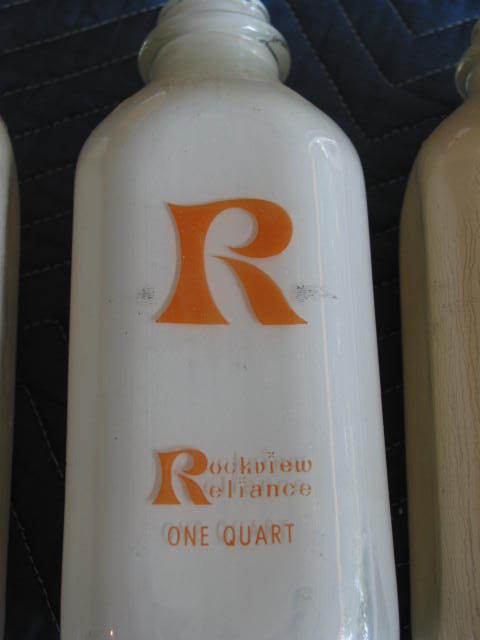 R
Rockview
Reliance
ONE QUART